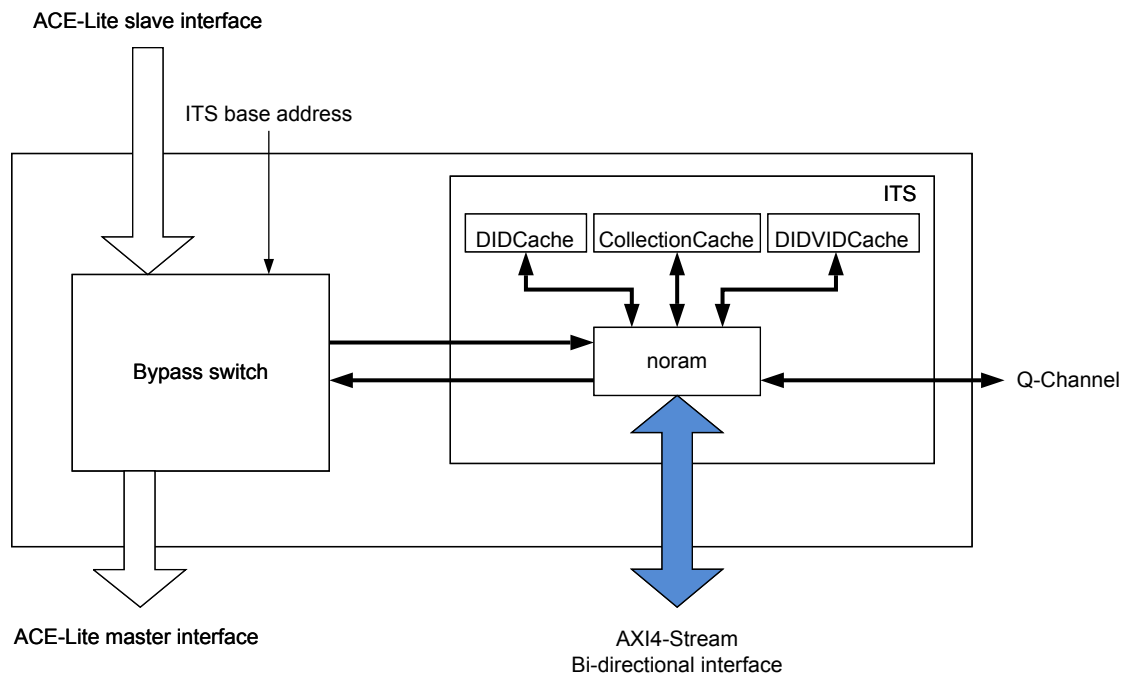 ACE-Lite slave interface
ITS base address
ITS
DIDCache
CollectionCache
DIDVIDCache
Bypass switch
noram
Q-Channel
ACE-Lite master interface
AXI4-Stream
Bi-directional interface